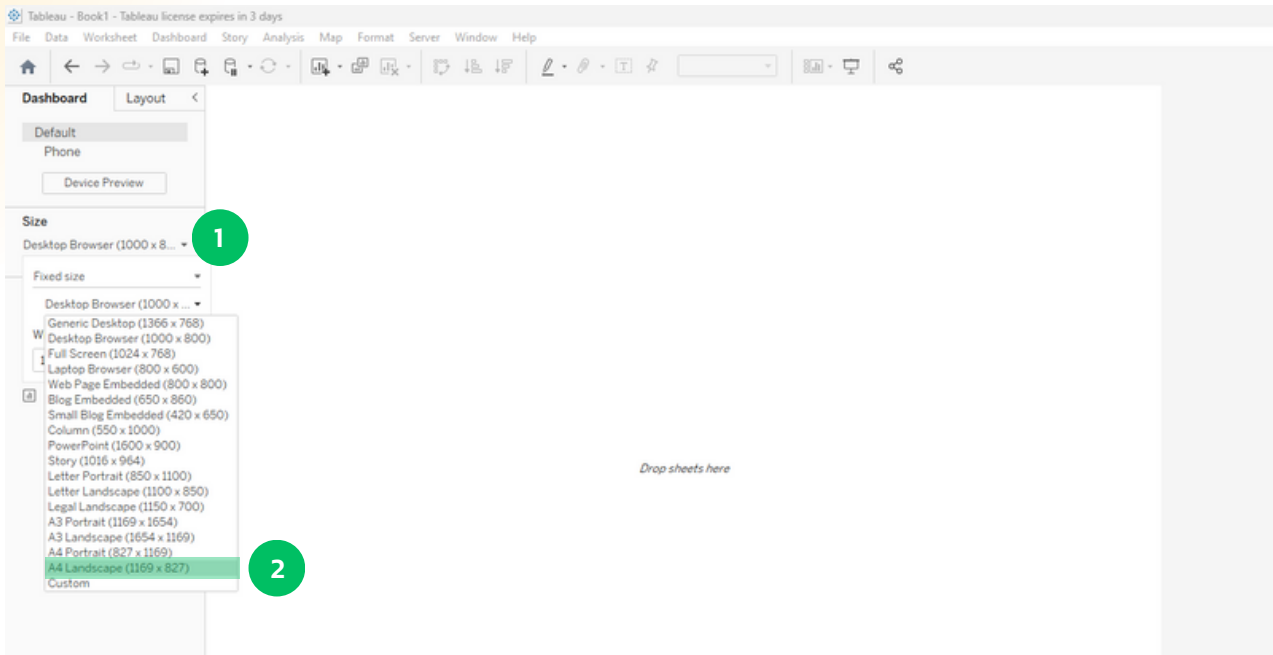 Tableau - Book1 - Tableau license expires in 3 days
File Data Worksheet Dashboard Story Analysis Map Format Server Window Help
Dashboard Layout
Default
Phone
Device Preview
Size
Desktop Browser (1000 x 8...
1
Fixed size
Desktop Browser (1000 x ...
Generic Desktop (1366 x 768)
W
Desktop Browser (1000 x 800)
Full Screen (1024 x 768)
1
Laptop Browser (800 x 600)
Web Page Embedded (800 x 800)
Blog Embedded (650 x 860)
Small Blog Embedded (420 x 650)
Column (550 x 1000)
PowerPoint (1600 x 900)
Story (1016 x 964)
Letter Portrait (850 x 1100)
Letter Landscape (1100 x 850)
Legal Landscape (1150 x 700)
A3 Portrait (1169 x 1654)
A3 Landscape (1654 x 1169)
A4 Portrait (827 x 1169)
A4 Landscape (1169 x 827)
2
Custom
Drop sheets here